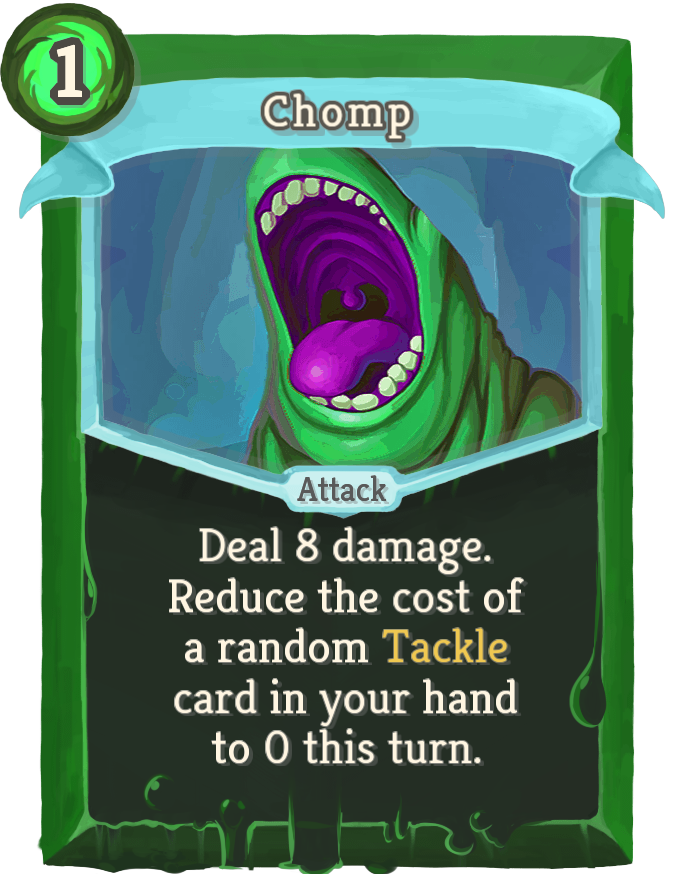 1
Chomp
Attack
Deal 8 damage.
Reduce the cost of
a random Tackle
card in your hand
to 0 this turn.